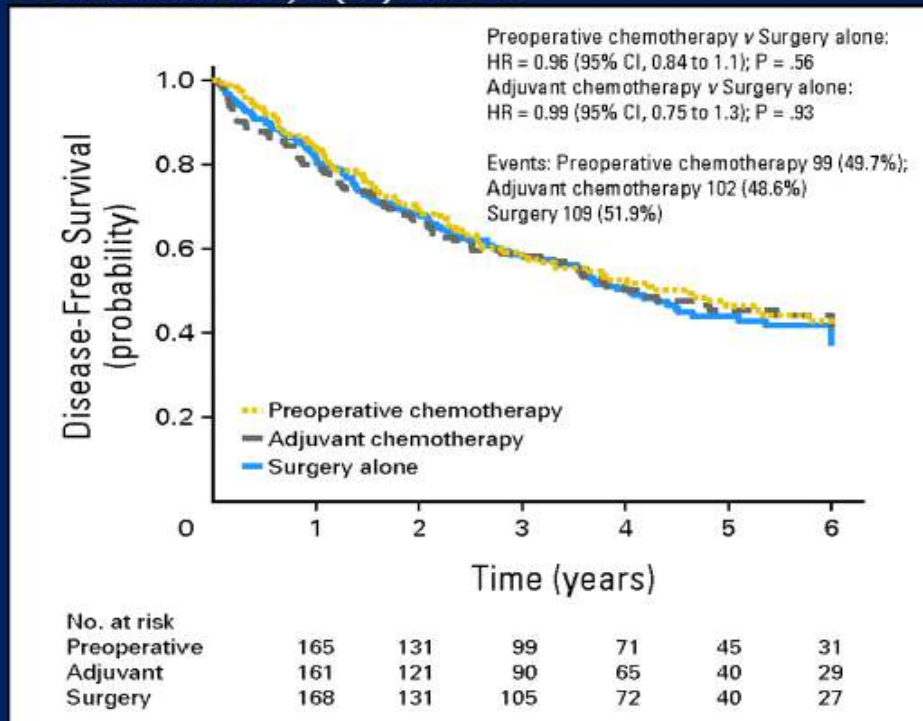 Preoperative chemotherapy v Surgery alone:
HR = 0.96 (95% CI, 0.84 to 1.1); P = .56
Adjuvant chemotherapy v Surgery alone:
HR = 0.99 (95% CI, 0.75 to 1.3); P = .93
Events: Preoperative chemotherapy 99 (49.7%);
Adjuvant chemotherapy 102 (48.6%)
Surgery 109 (51.9%)
Disease-Free Survival
(probability)
1.0
0.8
0.6
0.4
0.2
Preoperative chemotherapy
Adjuvant chemotherapy
Surgery alone
0 1 2 3 4 5 6
Time (years)
No. at risk
Preoperative 165 131 99 71 45 31
Adjuvant 161 121 90 65 40 29
Surgery 168 131 105 72 40 27